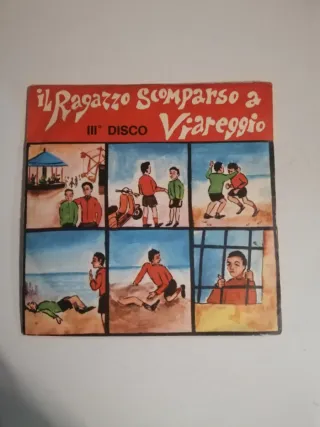 iL Ragazzo Scomparso a
III° DISCO Viareggio